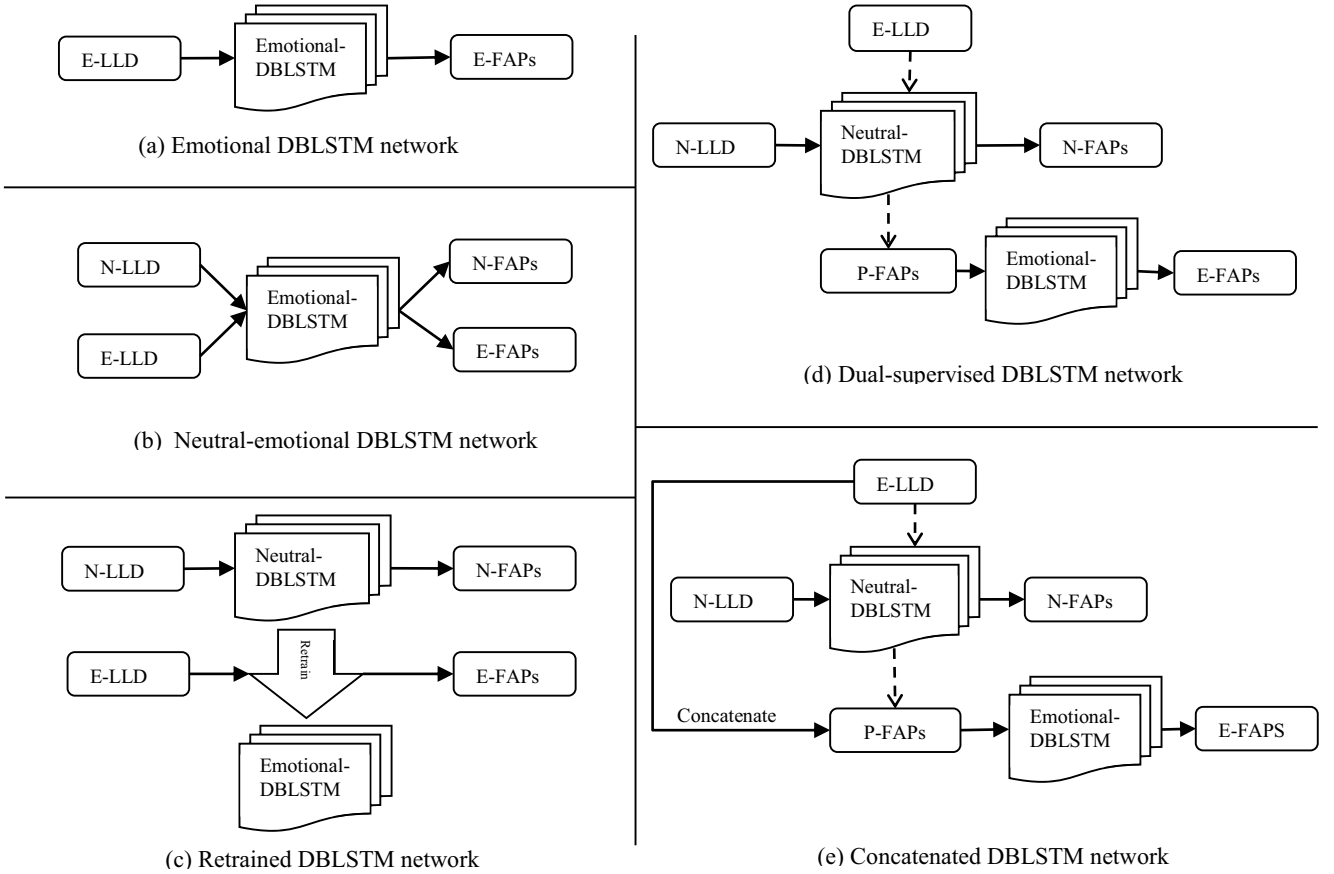 E-LLD
Emotional-
DBLSTM
E-FAPs
(a) Emotional DBLSTM network
N-LLD
E-LLD
Emotional-
DBLSTM
N-FAPs
E-FAPs
(b) Neutral-emotional DBLSTM network
N-LLD
Neutral-
DBLSTM
N-FAPs
E-LLD
Retrain
E-FAPs
Emotional-
DBLSTM
(c) Retrained DBLSTM network
E-LLD
N-LLD
Neutral-
DBLSTM
N-FAPs
P-FAPs
Emotional-
DBLSTM
E-FAPs
(d) Dual-supervised DBLSTM network
E-LLD
N-LLD
Neutral-
DBLSTM
N-FAPs
Concatenate
P-FAPs
Emotional-
DBLSTM
E-FAPS
(e) Concatenated DBLSTM network